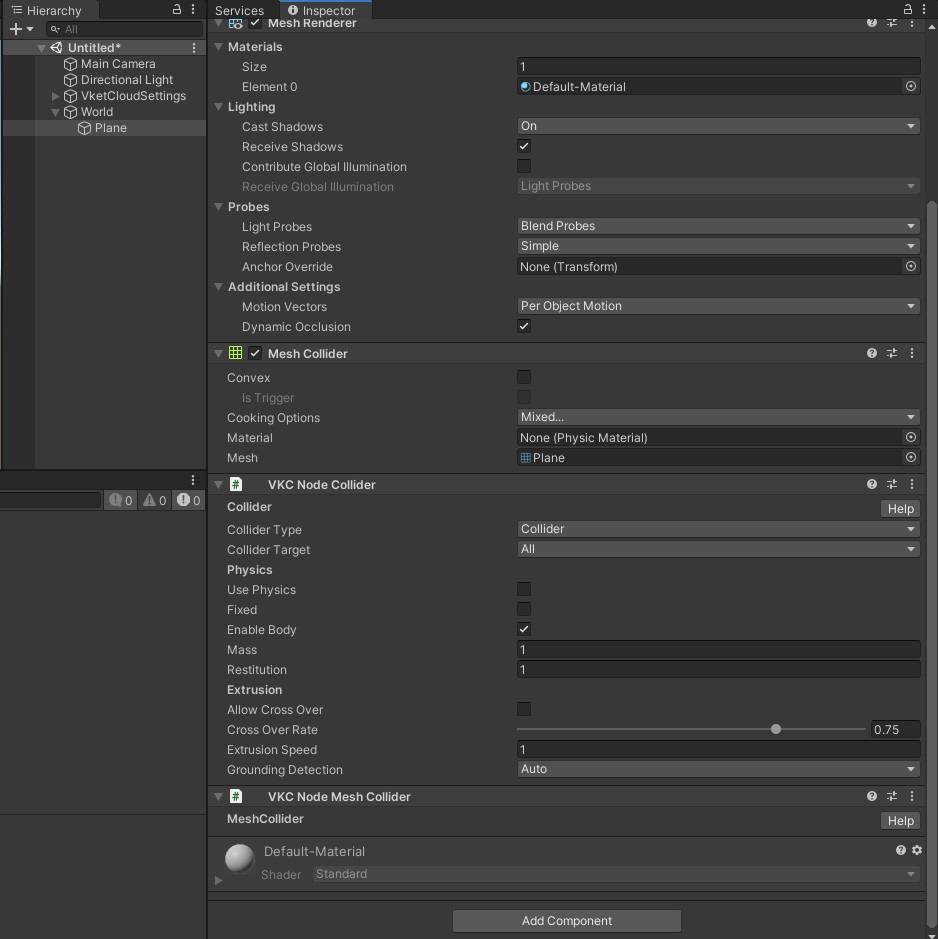 Hierarchy
All
Untitled*
Main Camera
Directional Light
VketCloudSettings
World
Plane
0 0 0
Services Inspector
Mesh Renderer
Materials
Size 1
Element 0 Default-Material
Lighting
Cast Shadows On
Receive Shadows
Contribute Global Illumination
Receive Global Illumination Light Probes
Probes
Light Probes Blend Probes
Reflection Probes Simple
Anchor Override None (Transform)
Additional Settings
Motion Vectors Per Object Motion
Dynamic Occlusion
Mesh Collider
Convex
Is Trigger
Cooking Options Mixed...
Material None (Physic Material)
Mesh Plane
# VKC Node Collider
Collider Help
Collider Type Collider
Collider Target All
Physics
Use Physics
Fixed
Enable Body
Mass 1
Restitution 1
Extrusion
Allow Cross Over
Cross Over Rate 0.75
Extrusion Speed 1
Grounding Detection Auto
# VKC Node Mesh Collider
MeshCollider Help
Default-Material
Shader Standard
Add Component